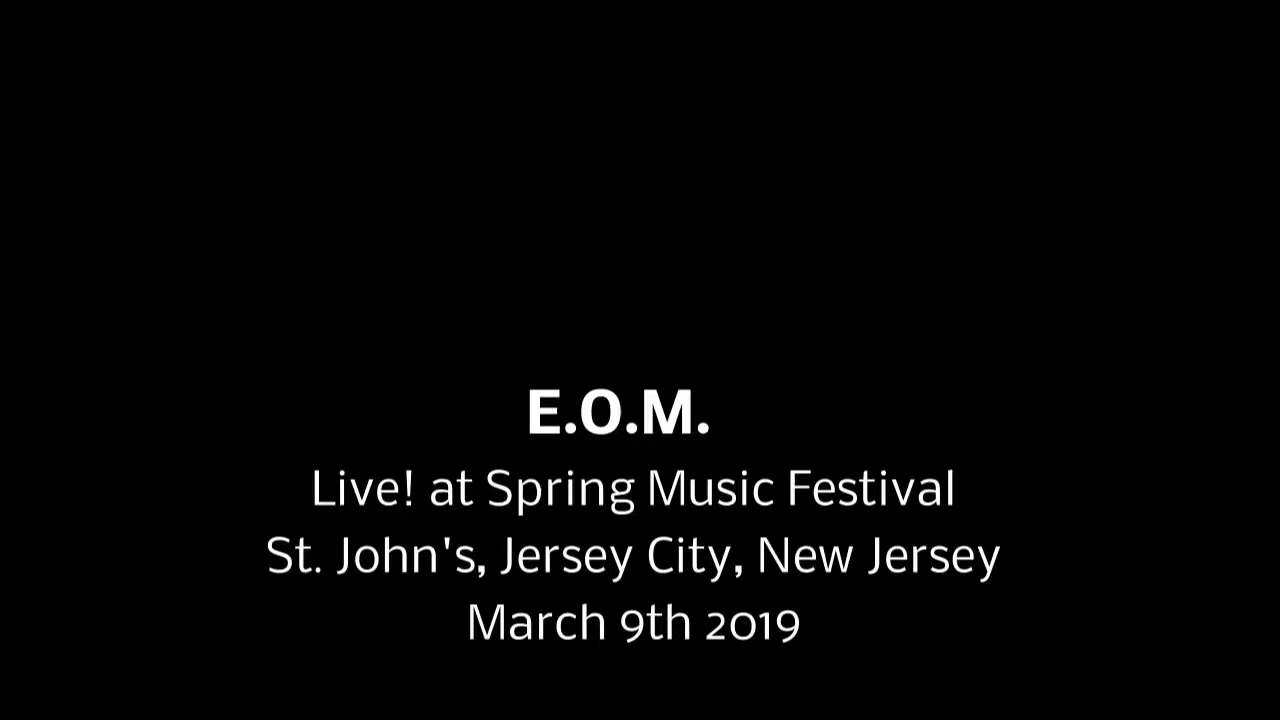 E.O.M.
Live! at Spring Music Festival
St. John's, Jersey City, New Jersey
March 9th 2019